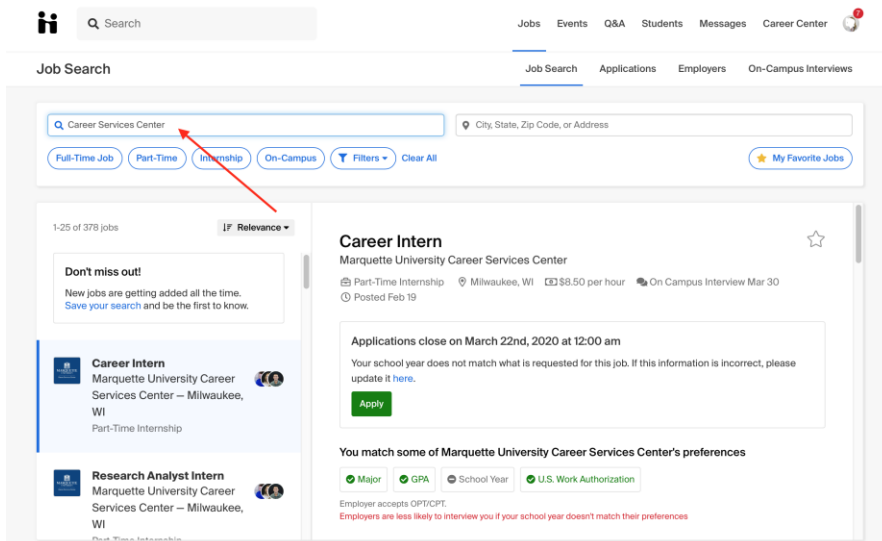 Search
Jobs Events Q&A Students Messages Career Center 7
Job Search
Job Search Applications Employers On-Campus Interviews
Career Services Center
City, State, Zip Code, or Address
Full-Time Job Part-Time Internship On-Campus Filters Clear All
My Favorite Jobs
1-25 of 378 jobs
Relevance
Don't miss out!
New jobs are getting added all the time.
Save your search and be the first to know.
Career Intern
Marquette University Career
Services Center – Milwaukee,
WI
Part-Time Internship
Research Analyst Intern
Marquette University Career
Services Center – Milwaukee,
WI
Part-Time Internship
Career Intern
Marquette University Career Services Center
Part-Time Internship Milwaukee, WI $8.50 per hour On Campus Interview Mar 30
Posted Feb 19
Applications close on March 22nd, 2020 at 12:00 am
Your school year does not match what is requested for this job. If this information is incorrect, please
update it here.
Apply
You match some of Marquette University Career Services Center's preferences
Major GPA School Year U.S. Work Authorization
Employer accepts OPT/CPT.
Employers are less likely to interview you if your school year doesn't match their preferences